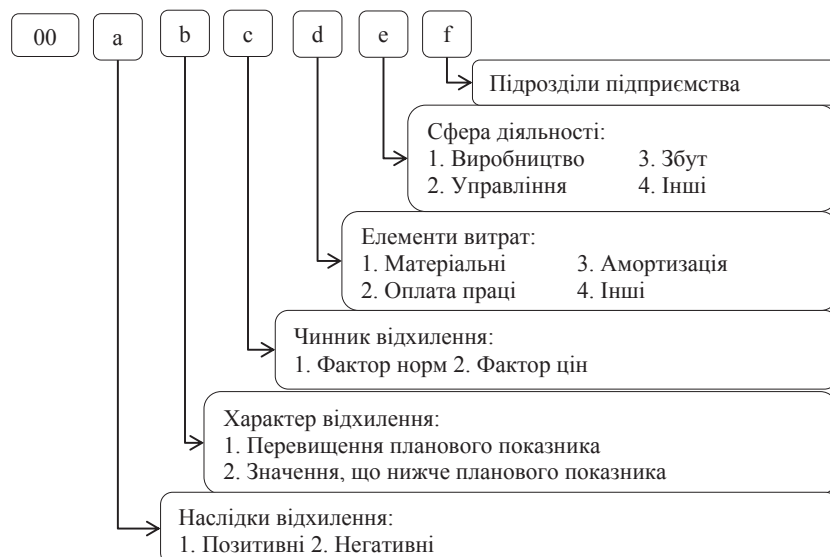 00 a b c d e f
Підрозділи підприємства
Сфера діяльності:
1. Виробництво 3. Збут
2. Управління 4. Інші
Елементи витрат:
1. Матеріальні 3. Амортизація
2. Оплата праці 4. Інші
Чинник відхилення:
1. Фактор норм 2. Фактор цін
Характер відхилення:
1. Перевищення планового показника
2. Значення, що нижче планового показника
Наслідки відхилення:
1. Позитивні 2. Негативні